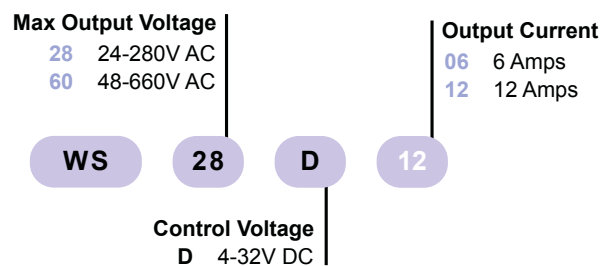 Max Output Voltage
28 24-280V AC
60 48-660V AC
Output Current
06 6 Amps
12 12 Amps
WS 28 D 12
Control Voltage
D 4-32V DC